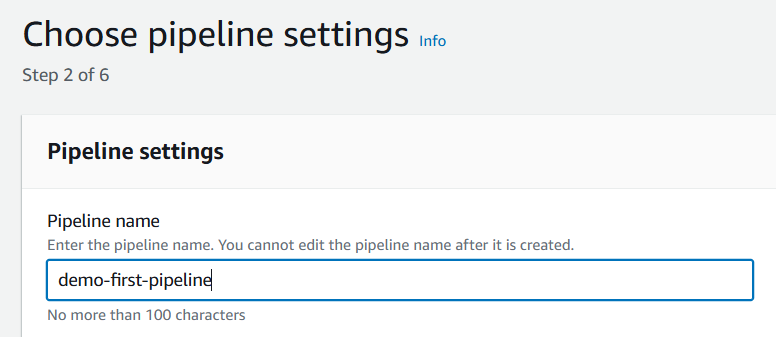 Choose pipeline settings Info
Step 2 of 6
Pipeline settings
Pipeline name
Enter the pipeline name. You cannot edit the pipeline name after it is created.
demo-first-pipeline
No more than 100 characters